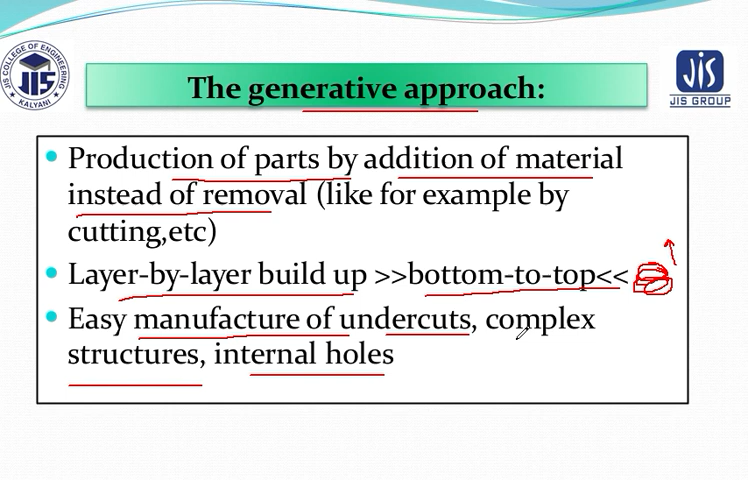 JIS COLLEGE OF ENGINEERING
JIS
KALYANI
The generative approach:
JIS
JIS GROUP
Production of parts by addition of material
instead of removal (like for example by
cutting,etc)
Layer-by-layer build up >>bottom-to-top<<
Easy manufacture of undercuts, complex
structures, internal holes